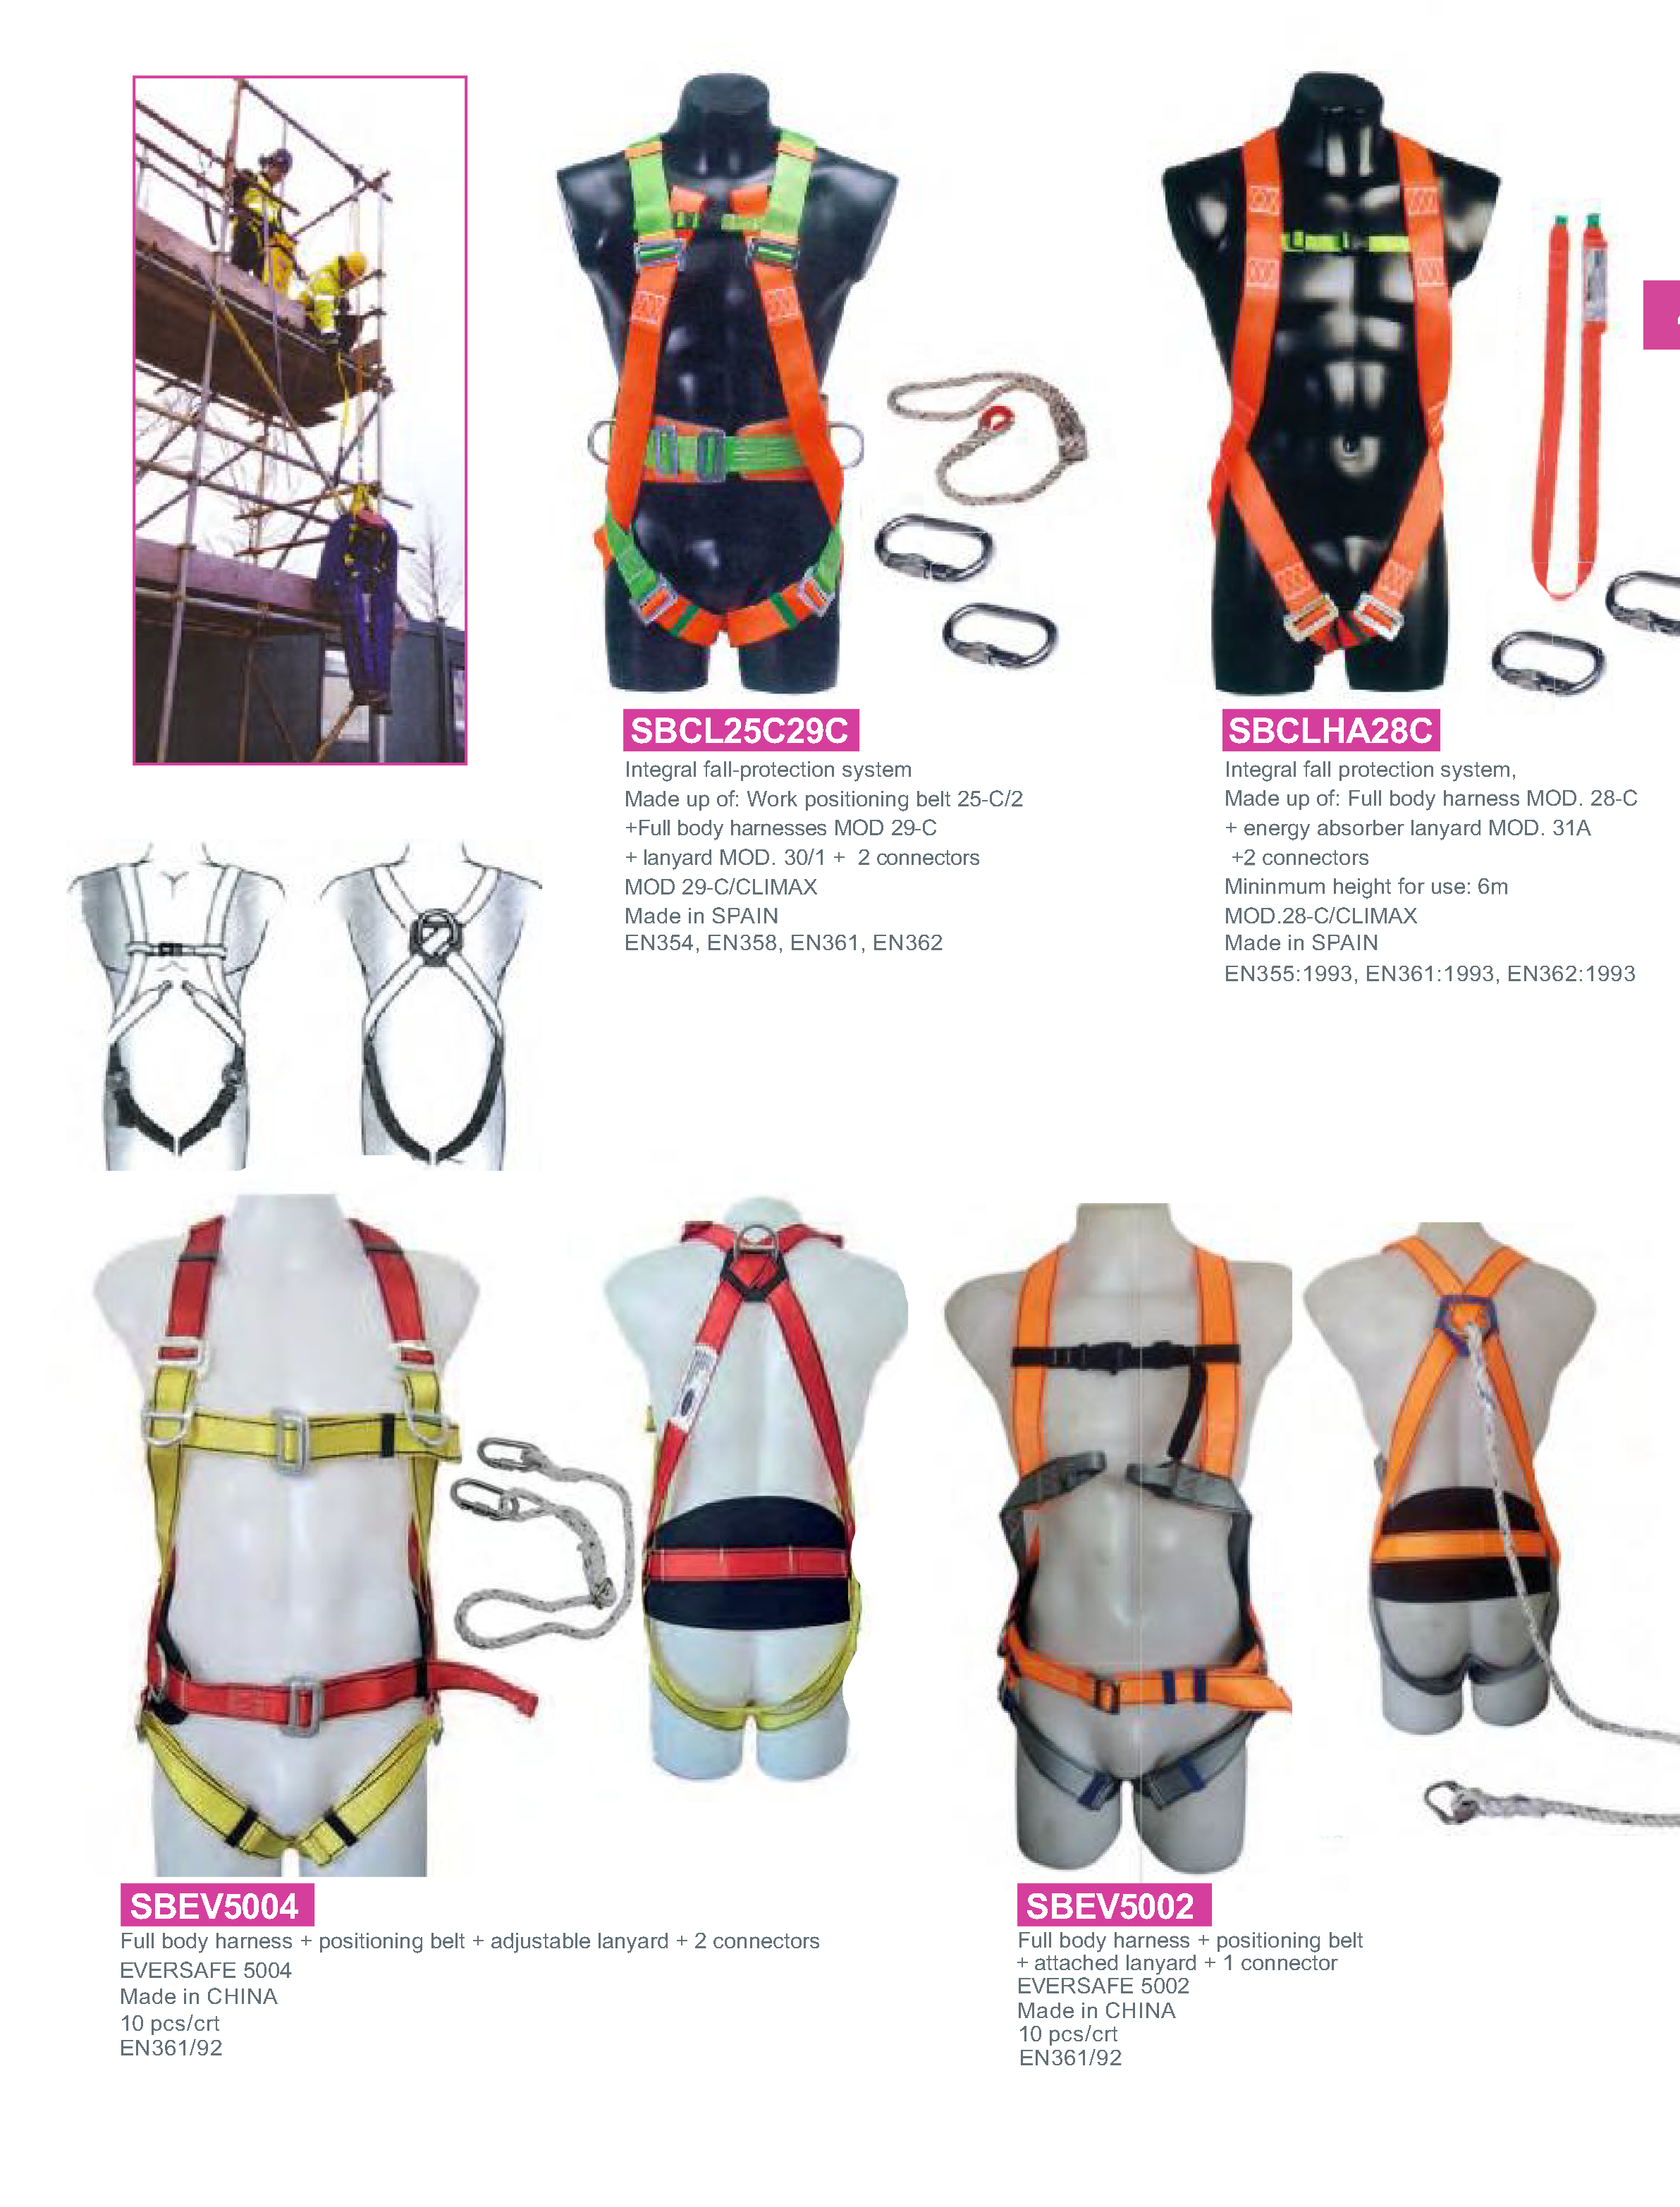 SBCL25C29C
Integral fall-protection system
Made up of: Work positioning belt 25-C/2
+Full body harnesses MOD 29-C
+ lanyard MOD. 30/1 + 2 connectors
MOD 29-C/CLIMAX
Made in SPAIN
EN354, EN358, EN361, EN362
SBCLHA28C
Integral fall protection system,
Made up of: Full body harness MOD. 28-C
+ energy absorber lanyard MOD. 31A
+2 connectors
Mininmum height for use: 6m
MOD.28-C/CLIMAX
Made in SPAIN
EN355:1993, EN361:1993, EN362:1993
SBEV5004
Full body harness + positioning belt + adjustable lanyard + 2 connectors
EVERSAFE 5004
Made in CHINA
10 pcs/crt
EN361/92
SBEV5002
Full body harness + positioning belt
+ attached lanyard + 1 connector
EVERSAFE 5002
Made in CHINA
10 pcs/crt
EN361/92